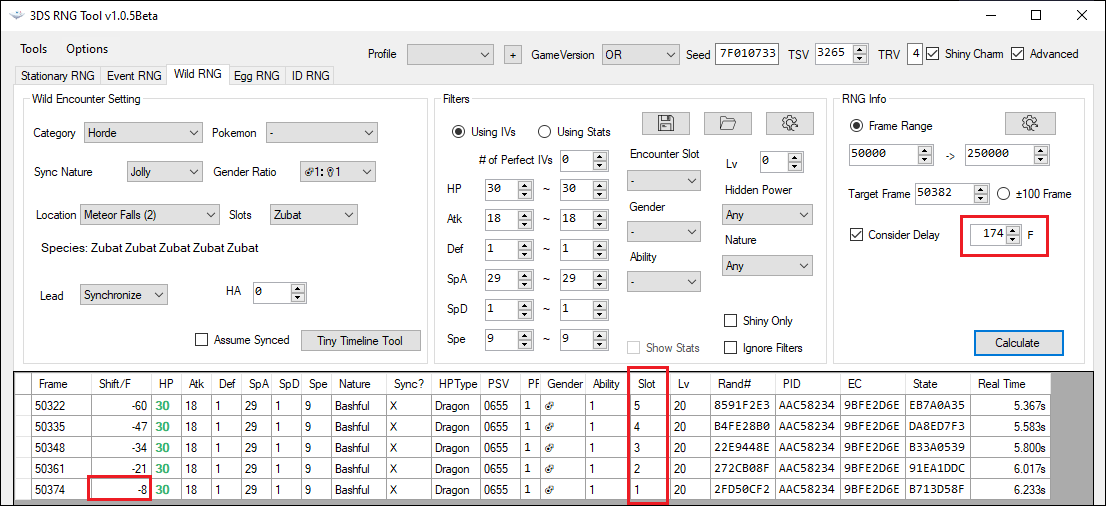 3DS RNG Tool v1.0.5Beta
Tools Options
Profile + GameVersion OR Seed 7F010733 TSV 3265 TRV 4 Shiny Charm Advanced
Stationary RNG Event RNG Wild RNG Egg RNG ID RNG
Wild Encounter Setting
Category Horde Pokemon -
Sync Nature Jolly Gender Ratio ♂1:♀1
Location Meteor Falls (2) Slots Zubat
Species: Zubat Zubat Zubat Zubat Zubat
Lead Synchronize HA 0
Assume Synced Tiny Timeline Tool
Filters
Using IVs Using Stats
# of Perfect IVs 0
HP 30 ~ 30
Atk 18 ~ 18
Def 1 ~ 1
SpA 29 ~ 29
SpD 1 ~ 1
Spe 9 ~ 9
Encounter Slot
-
Gender
-
Ability
-
Show Stats
Lv 0
Hidden Power
Any
Nature
Any
Shiny Only
Ignore Filters
RNG Info
Frame Range
50000 -> 250000
Target Frame 50382 ±100 Frame
Consider Delay 174 F
Calculate
Frame Shift/F HP Atk Def SpA SpD Spe Nature Sync? HPType PSV PF Gender Ability Slot Lv Rand# PID EC State Real Time
50322 -60 30 18 1 29 1 9 Bashful X Dragon 0655 1 ♂ 1 5 20 8591F2E3 AAC58234 9BFE2D6E EB7A0A35 5.367s
50335 -47 30 18 1 29 1 9 Bashful X Dragon 0655 1 ♂ 1 4 20 B4FE28B0 AAC58234 9BFE2D6E DA8ED7F3 5.583s
50348 -34 30 18 1 29 1 9 Bashful X Dragon 0655 1 ♂ 1 3 20 22E9448E AAC58234 9BFE2D6E B33A0539 5.800s
50361 -21 30 18 1 29 1 9 Bashful X Dragon 0655 1 ♂ 1 2 20 272CB08F AAC58234 9BFE2D6E 91EA1DDC 6.017s
50374 -8 30 18 1 29 1 9 Bashful X Dragon 0655 1 ♂ 1 1 20 2FD50CF2 AAC58234 9BFE2D6E B713D58F 6.233s